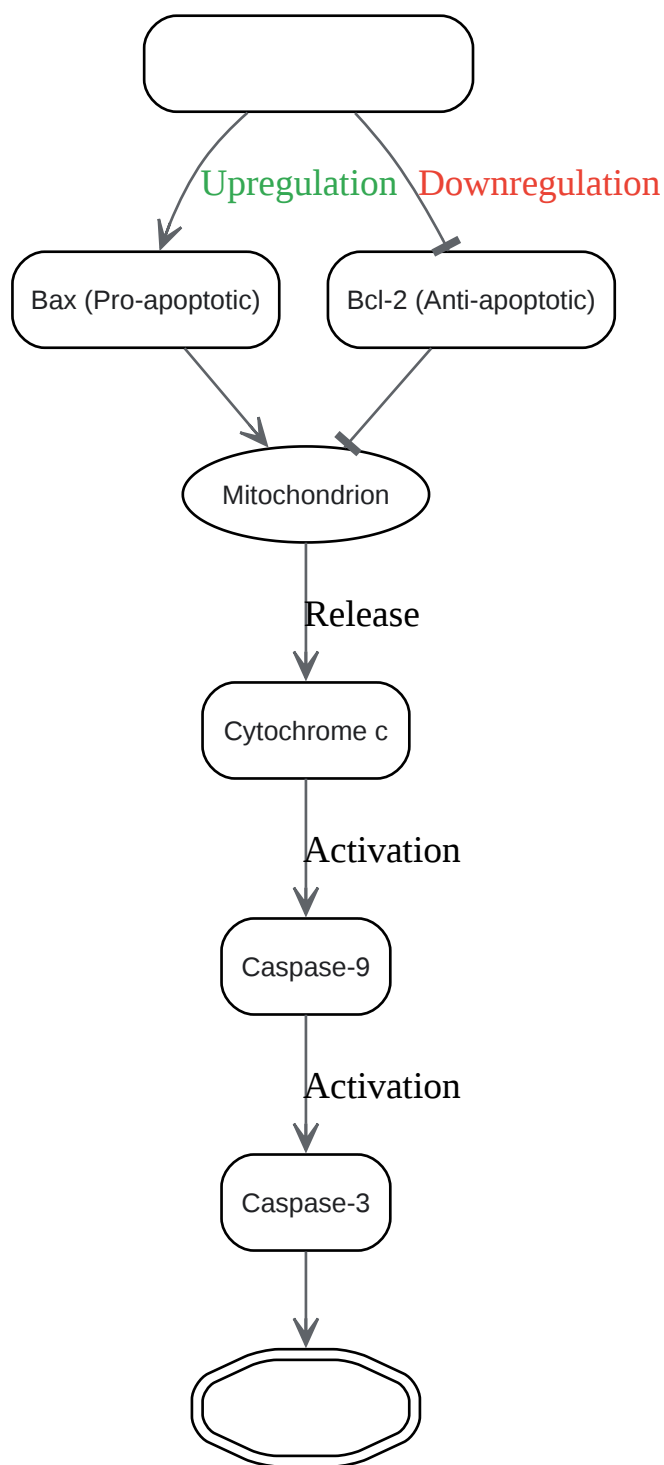 Upregulation
Downregulation
Bax (Pro-apoptotic)
Bcl-2 (Anti-apoptotic)
Mitochondrion
Release
Cytochrome c
Activation
Caspase-9
Activation
Caspase-3